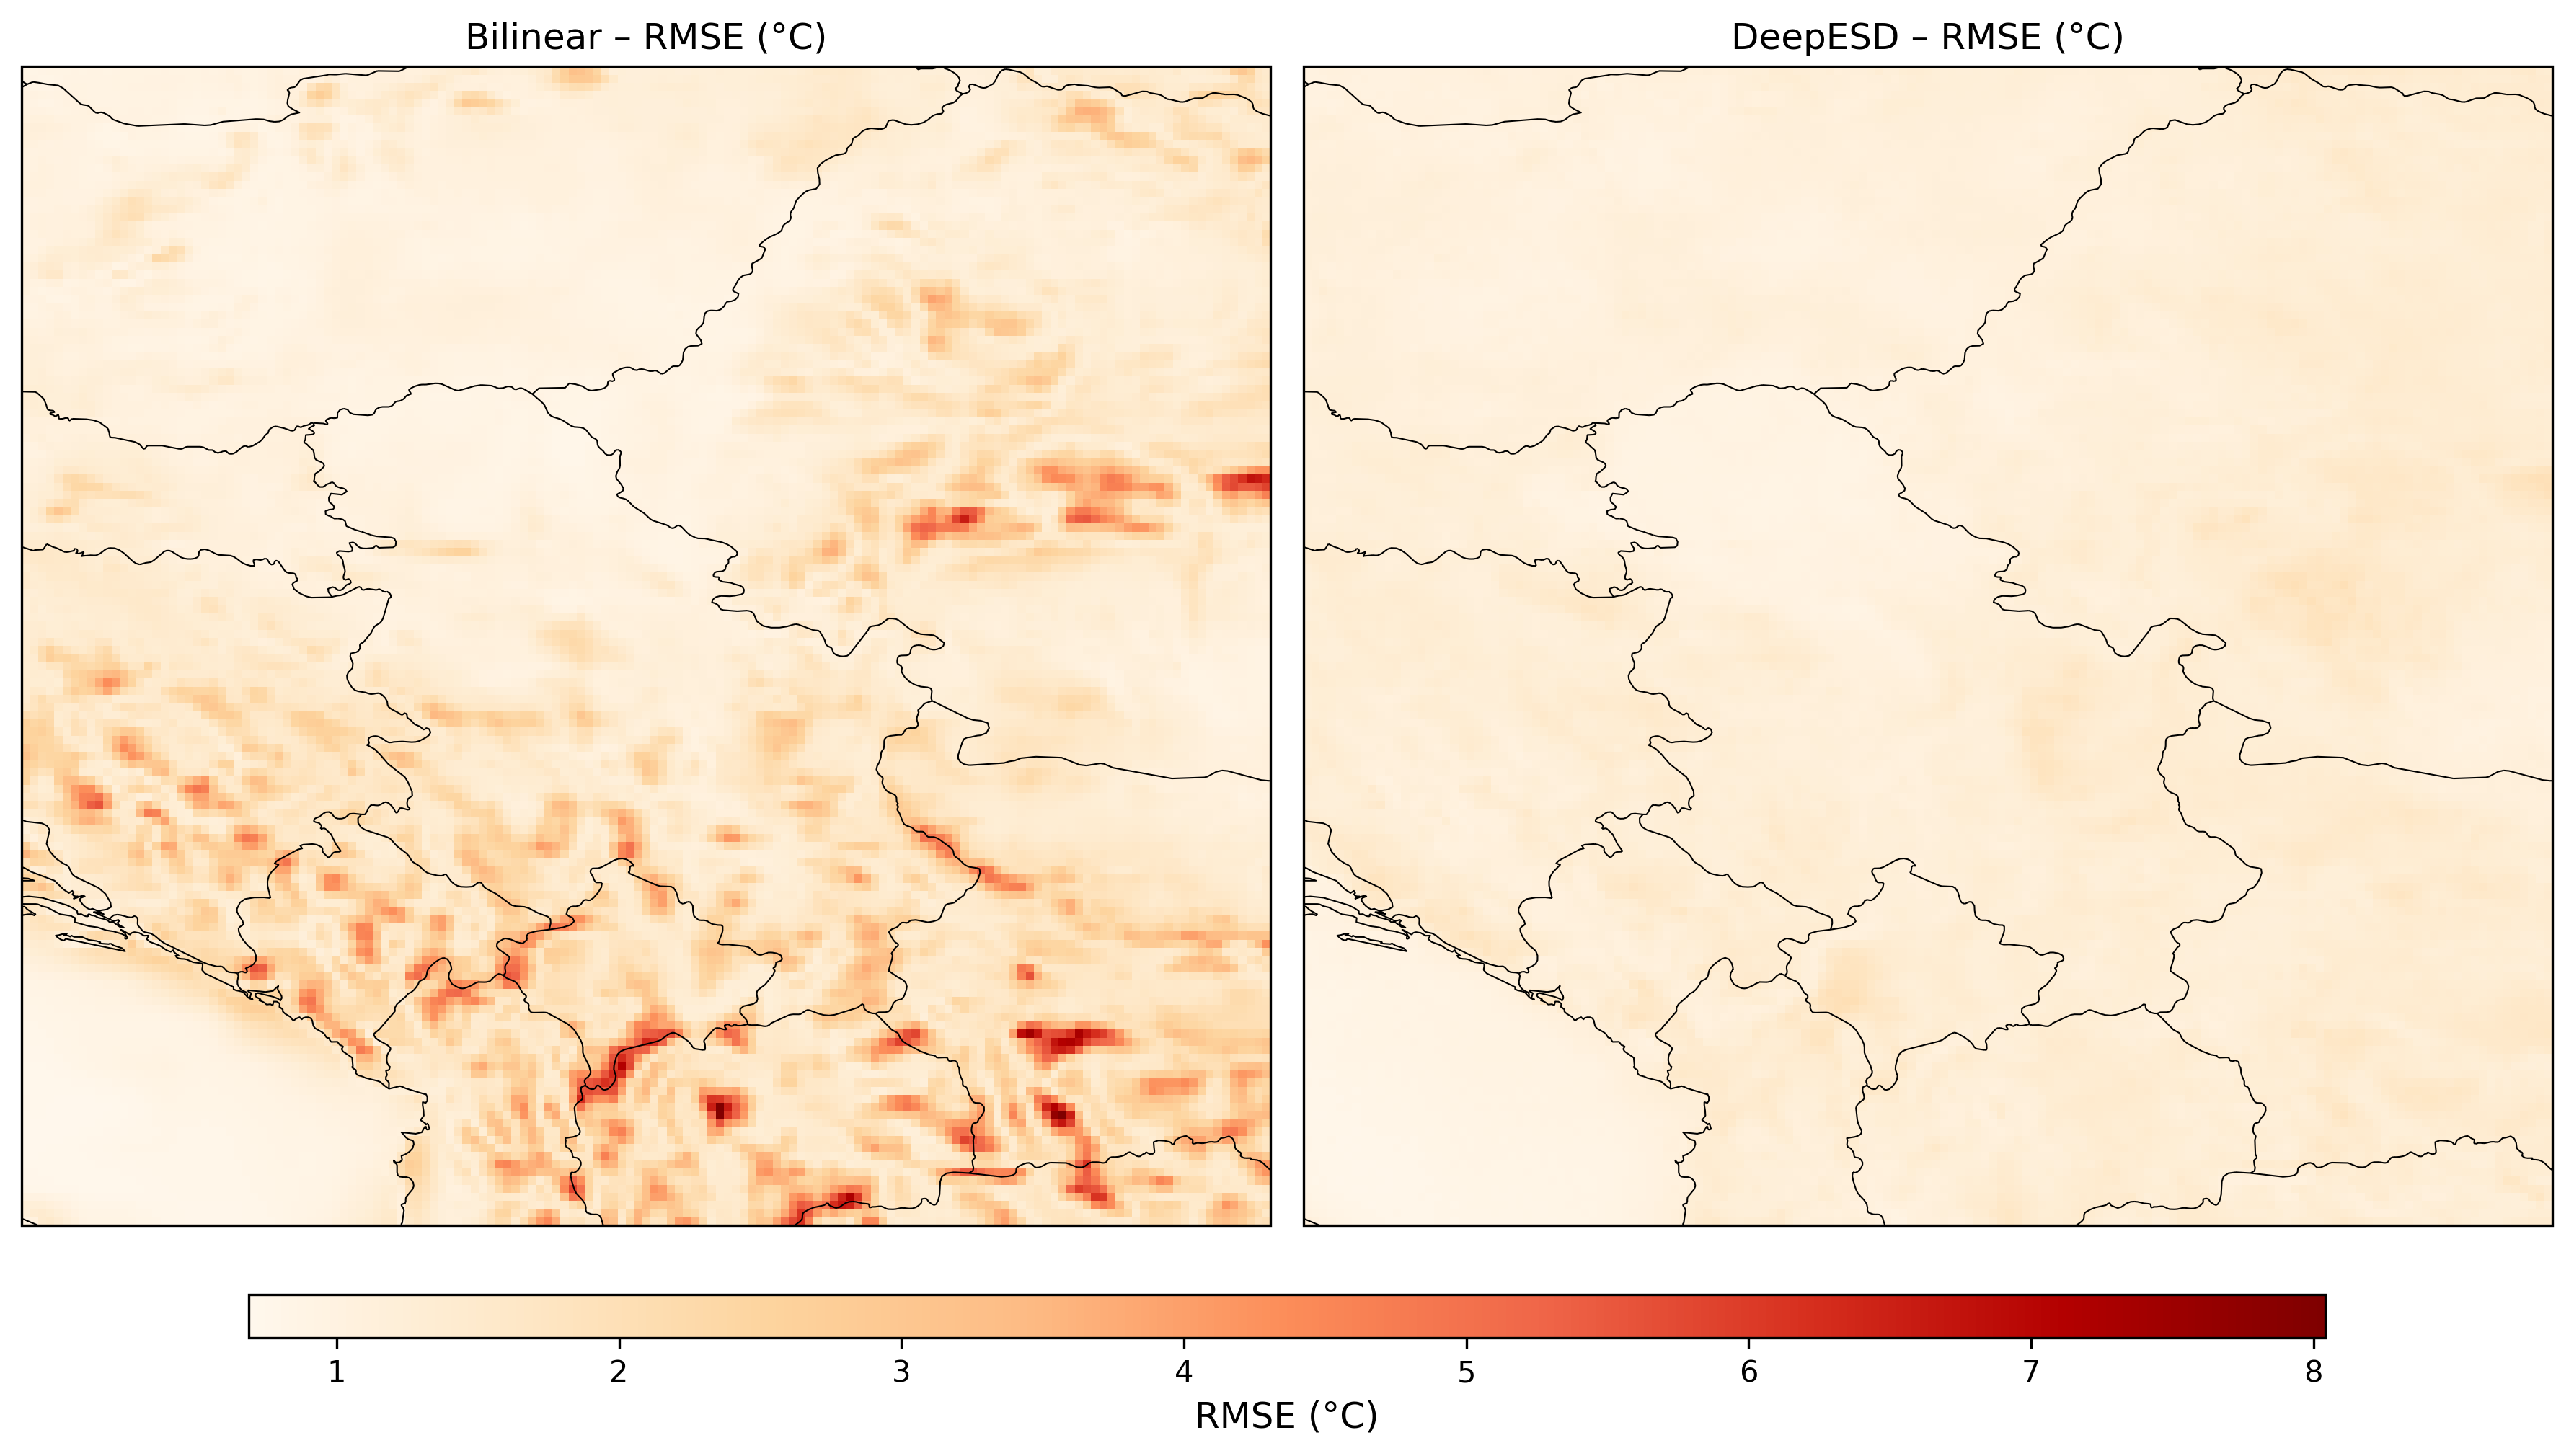 Bilinear – RMSE (°C)
DeepESD – RMSE (°C)
1 2 3 4 5 6 7 8
RMSE (°C)